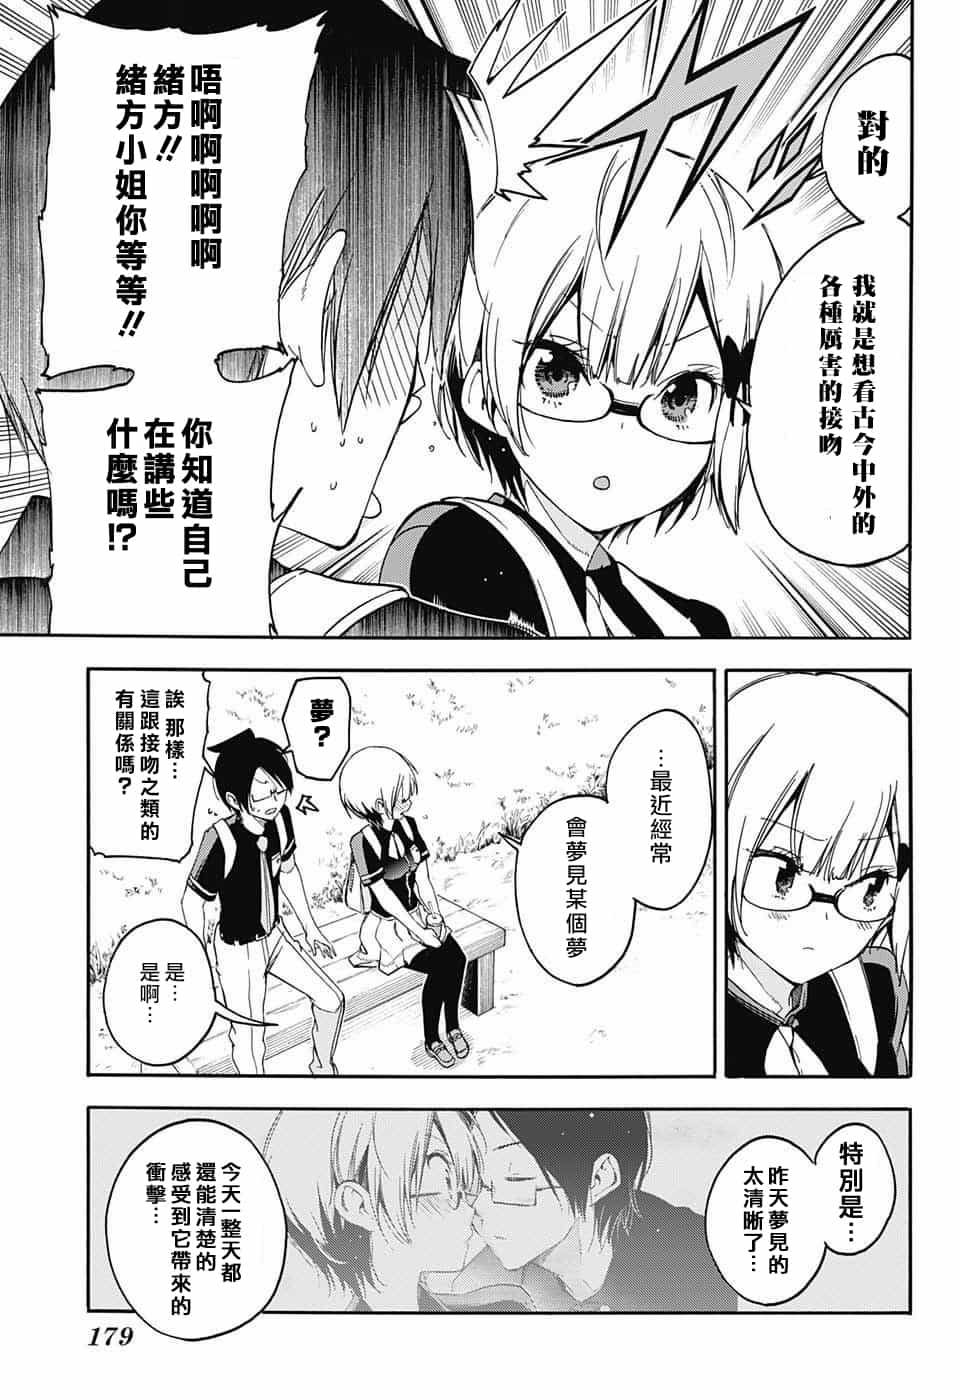 對的
我就是想看古今中外的
各種厲害的接吻
唔啊啊啊啊啊
緒方!!
緒方小姐你等等!!
你知道自己
在講些
什麼嗎!?
…最近經常
會夢見某個夢
夢?
誒 那樣…
這跟接吻之類的
有關係嗎?
是…
是啊…
特別是…
昨天夢見的
太清晰了…
今天一整天都
還能清楚的
感受到它帶來的
衝擊…
179